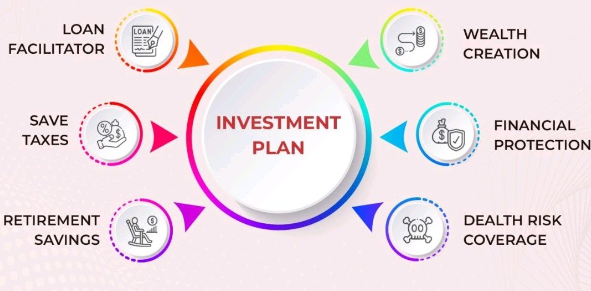 LOAN
FACILITATOR
LOAN
WEALTH
CREATION
SAVE
TAXES
INVESTMENT
PLAN
FINANCIAL
PROTECTION
RETIREMENT
SAVINGS
DEALTH RISK
COVERAGE